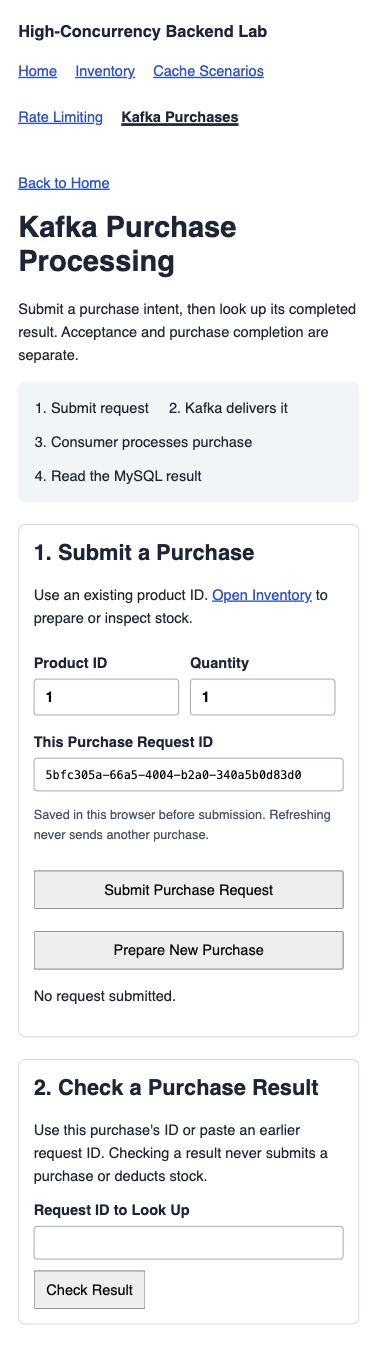 High-Concurrency Backend Lab
Home Inventory Cache Scenarios
Rate Limiting Kafka Purchases
Back to Home
Kafka Purchase
Processing
Submit a purchase intent, then look up its completed
result. Acceptance and purchase completion are
separate.
1. Submit request 2. Kafka delivers it
3. Consumer processes purchase
4. Read the MySQL result
1. Submit a Purchase
Use an existing product ID. Open Inventory to
prepare or inspect stock.
Product ID Quantity
1 1
This Purchase Request ID
5bfc305a-66a5-4004-b2a0-340a5b0d83d0
Saved in this browser before submission. Refreshing
never sends another purchase.
Submit Purchase Request
Prepare New Purchase
No request submitted.
2. Check a Purchase Result
Use this purchase's ID or paste an earlier
request ID. Checking a result never submits a
purchase or deducts stock.
Request ID to Look Up
Check Result